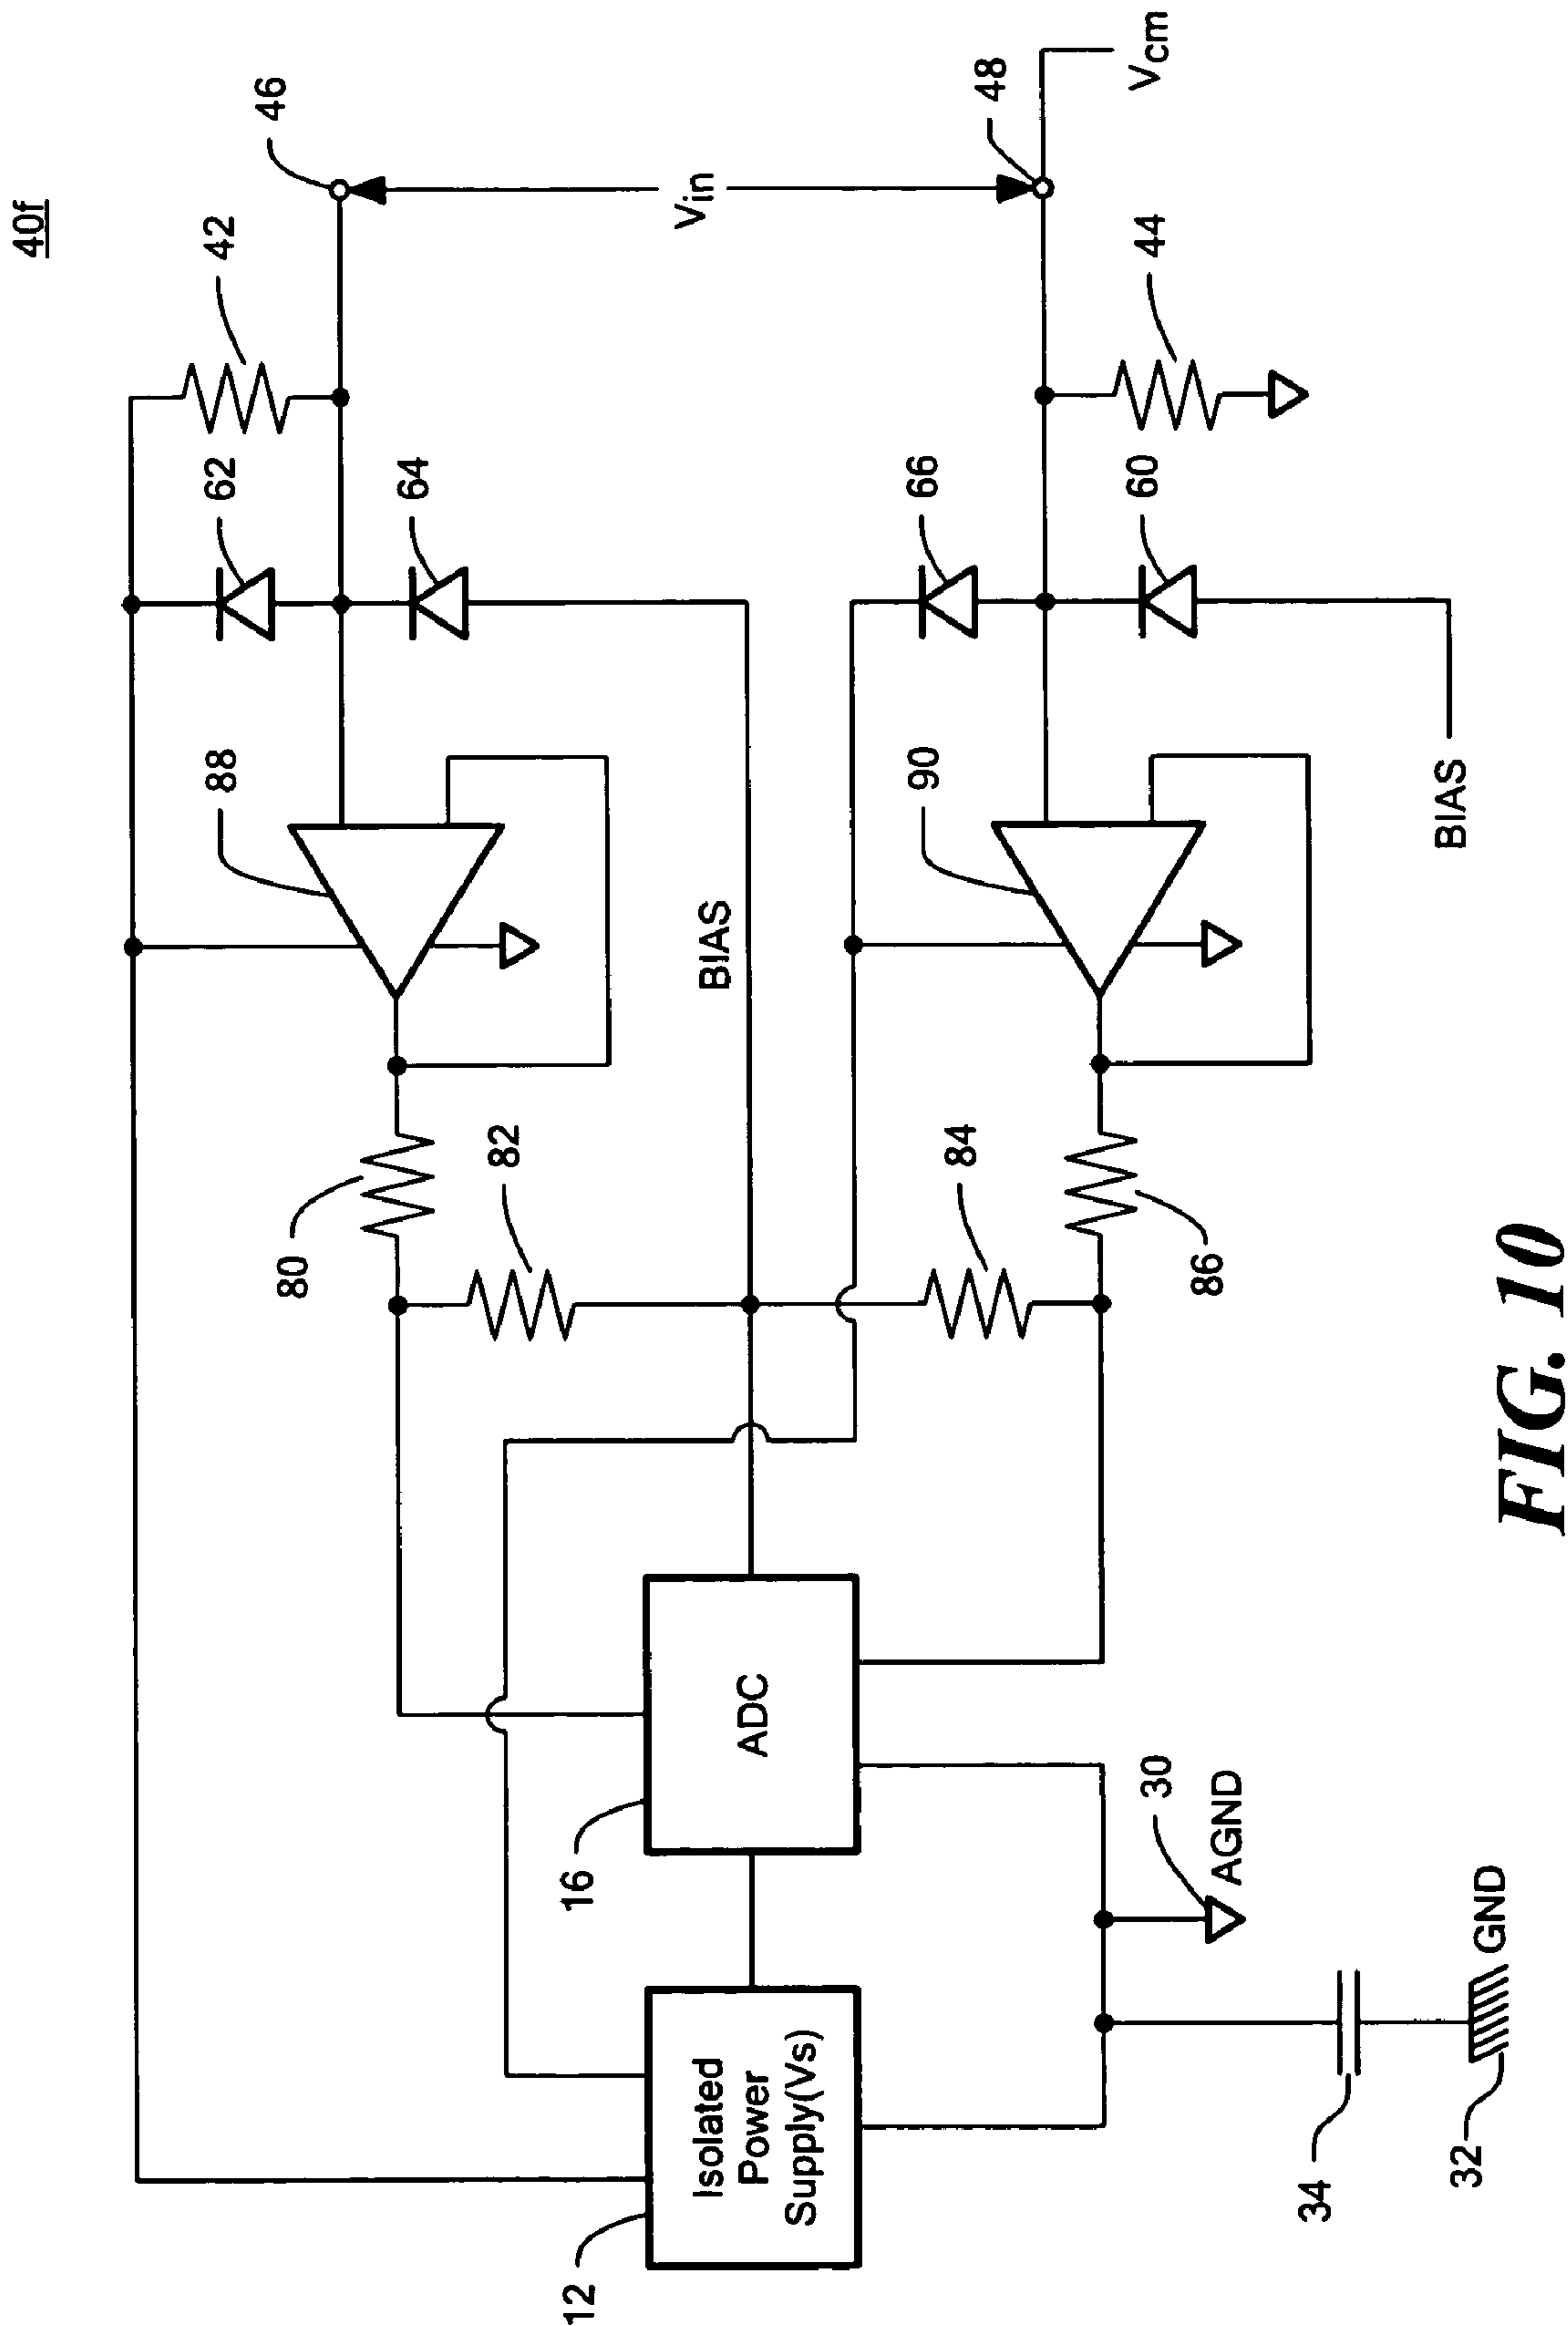 40f
46
42
62
64
88
80
82
BIAS
Vin
48
Vcm
44
66
60
90
BIAS
84
86
16
ADC
12
Isolated
Power
Supply(Vs)
30
AGND
34
32
GND
FIG. 10